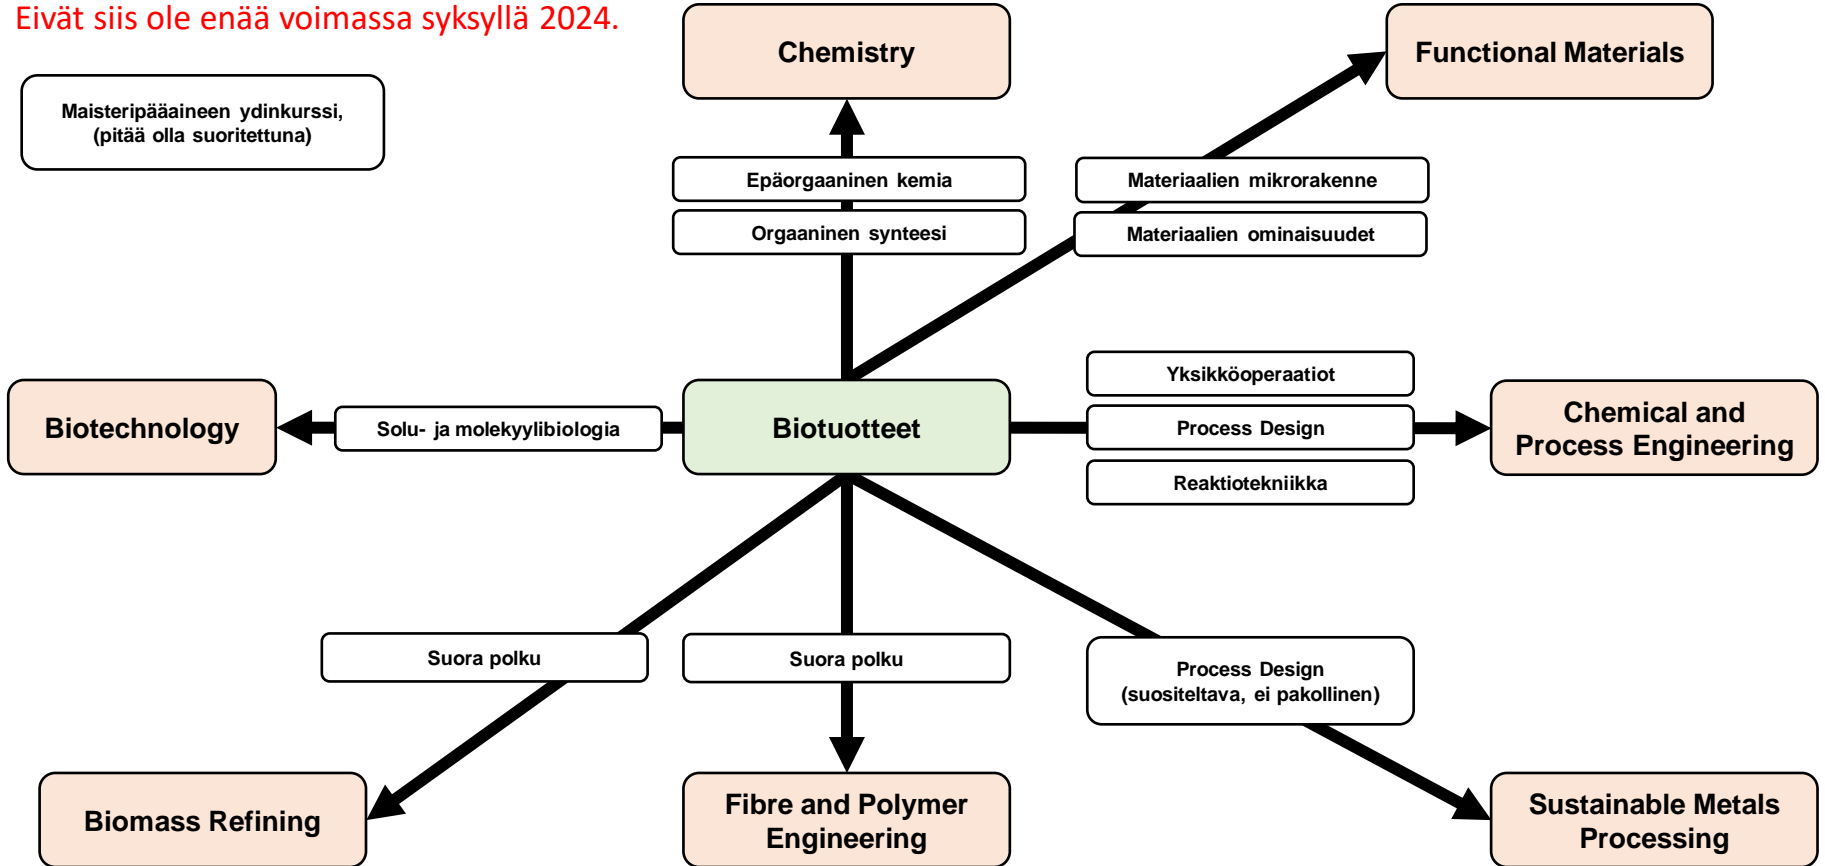 Eivät siis ole enää voimassa syksyllä 2024.
Chemistry
Functional Materials
Maisteripääaineen ydinkurssi,
(pitää olla suoritettuna)
Epäorgaaninen kemia
Orgaaninen synteesi
Materiaalien mikrorakenne
Materiaalien ominaisuudet
Biotechnology
Solu- ja molekyylibiologia
Biotuotteet
Yksikköoperaatiot
Process Design
Reaktiotekniikka
Chemical and
Process Engineering
Suora polku
Suora polku
Process Design
(suositeltava, ei pakollinen)
Biomass Refining
Fibre and Polymer
Engineering
Sustainable Metals
Processing